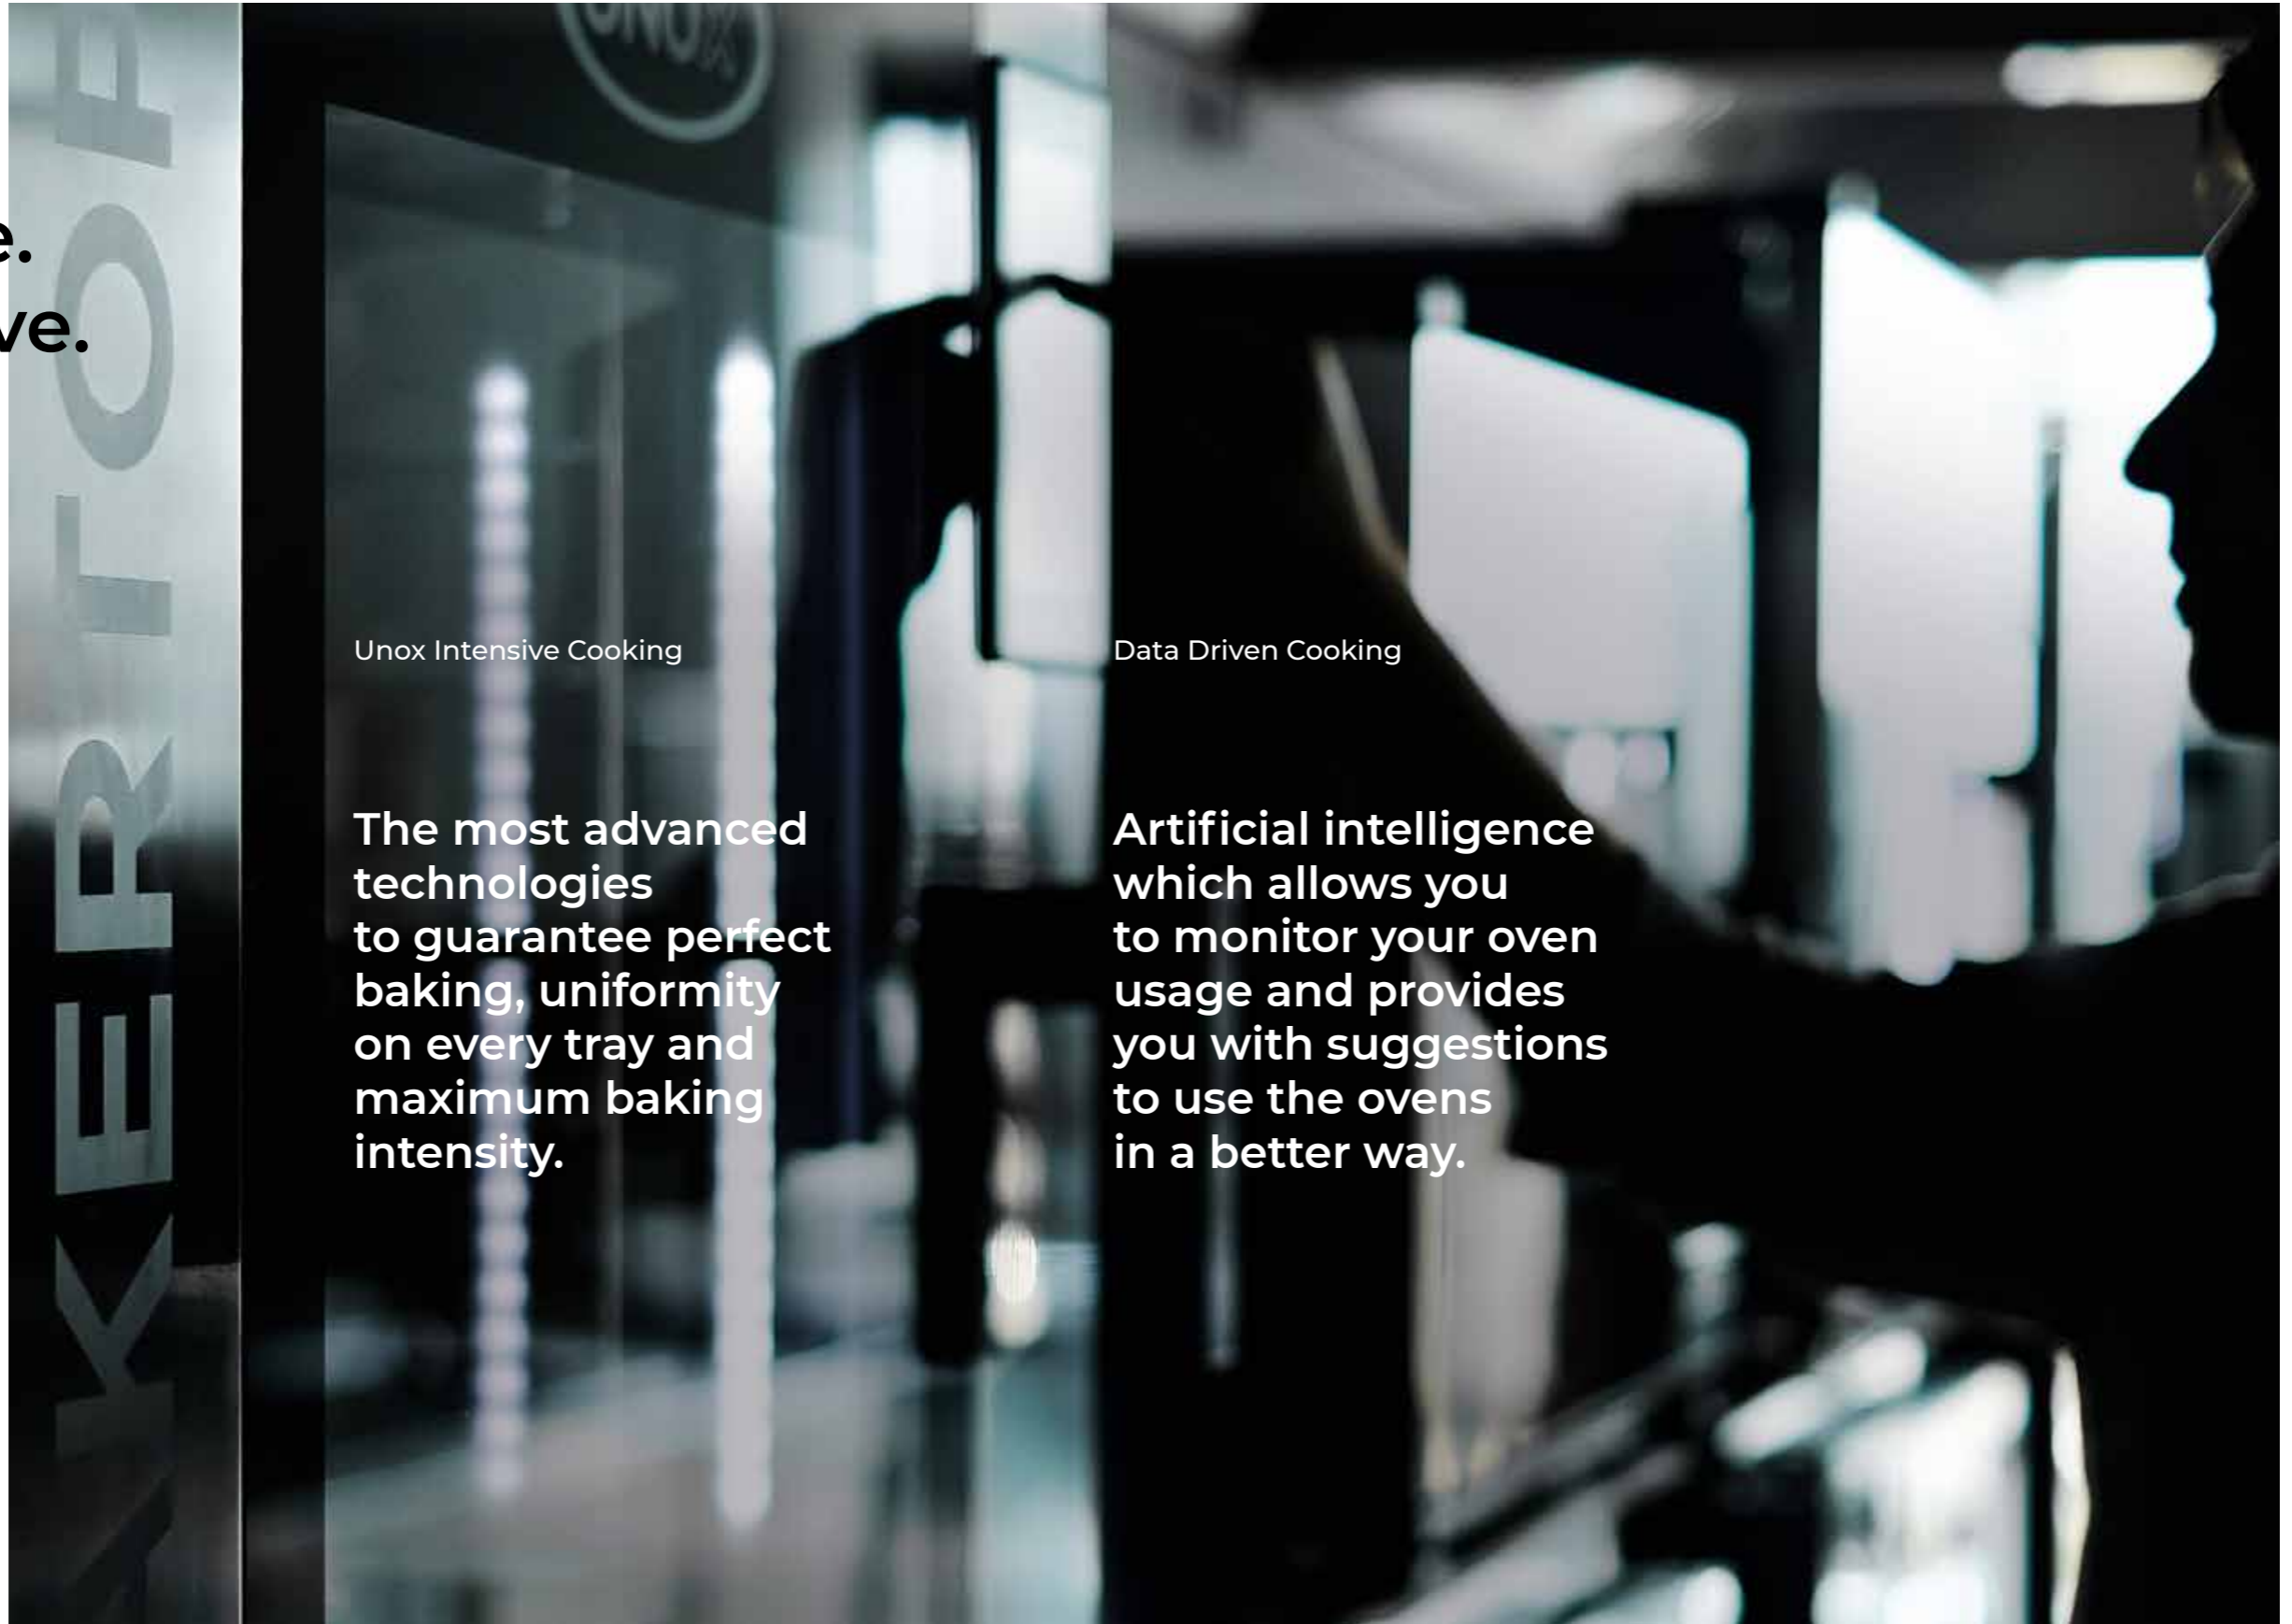 e.
ve.
AKERTOP
UNOX
Unox Intensive Cooking
The most advanced
technologies
to guarantee perfect
baking, uniformity
on every tray and
maximum baking
intensity.
Data Driven Cooking
Artificial intelligence
which allows you
to monitor your oven
usage and provides
you with suggestions
to use the ovens
in a better way.